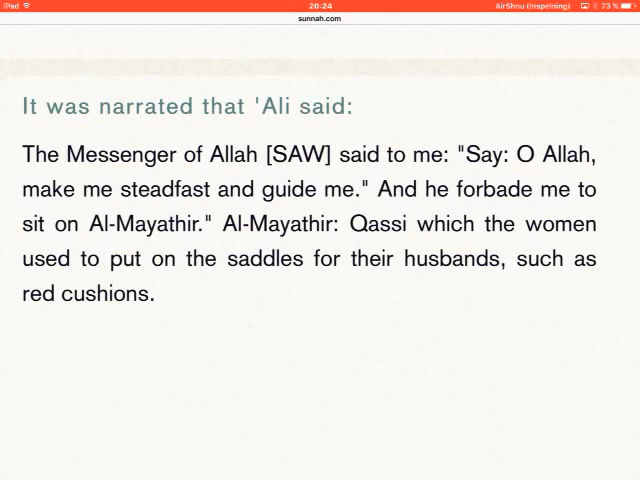 iPad 20:24 AirShou (Inspelning) 73 %
sunnah.com
It was narrated that 'Ali said:
The Messenger of Allah [SAW] said to me: "Say: O Allah,
make me steadfast and guide me." And he forbade me to
sit on Al-Mayathir." Al-Mayathir: Qassi which the women
used to put on the saddles for their husbands, such as
red cushions.